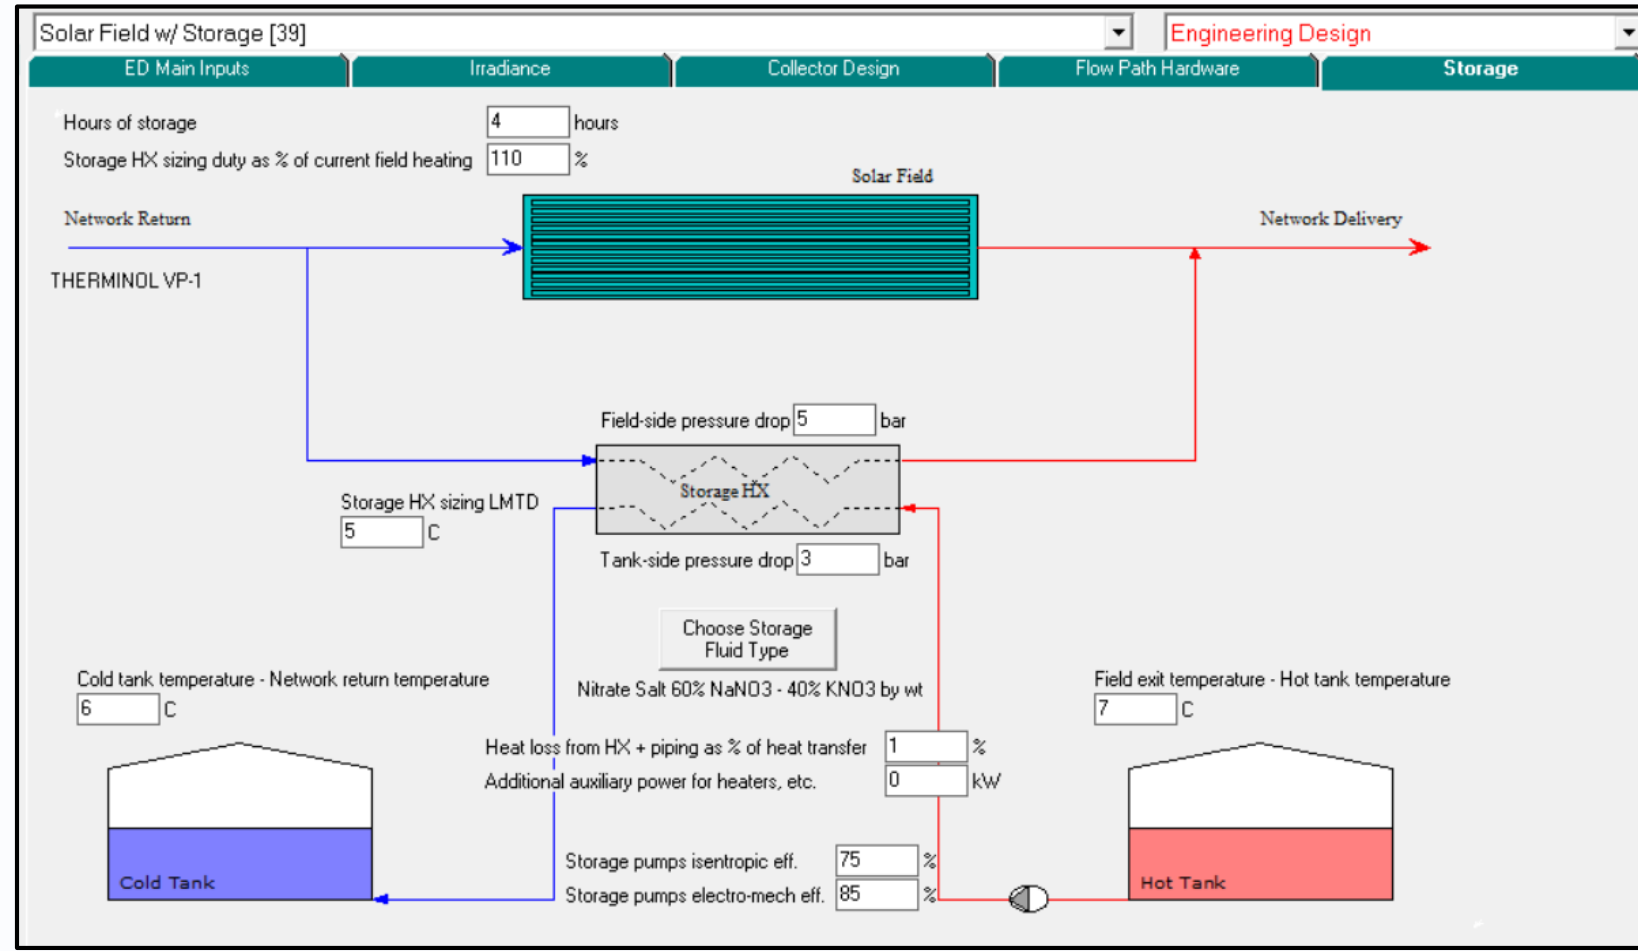 Solar Field w/ Storage [39]
Engineering Design
ED Main Inputs
Irradiance
Collector Design
Flow Path Hardware
Storage
Hours of storage
4
hours
Storage HX sizing duty as % of current field heating
110
%
Solar Field
Network Return
Network Delivery
THERMINOL VP-1
Field-side pressure drop
5
bar
Storage HX
Storage HX sizing LMTD
5
C
Tank-side pressure drop
3
bar
Choose Storage
Fluid Type
Cold tank temperature - Network return temperature
6
C
Nitrate Salt 60% NaNO3 - 40% KNO3 by wt
Field exit temperature - Hot tank temperature
7
C
Heat loss from HX + piping as % of heat transfer
1
%
Additional auxiliary power for heaters, etc.
0
kW
Storage pumps isentropic eff.
75
%
Cold Tank
Hot Tank
Storage pumps electro-mech eff.
85
%